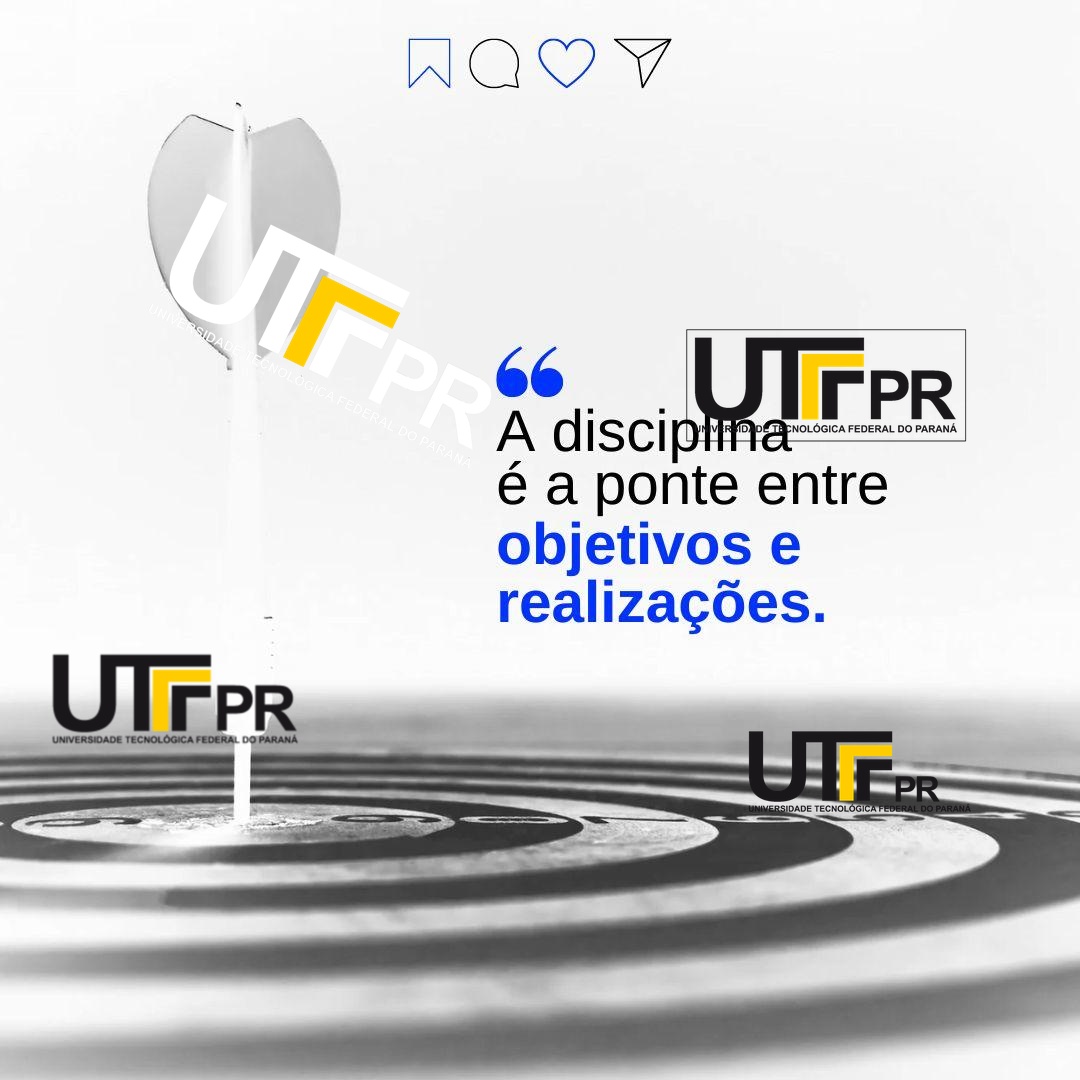 UTFPR
UNIVERSIDADE TECNOLÓGICA FEDERAL DO PARANÁ
UTFPR
UNIVERSIDADE TECNOLÓGICA FEDERAL DO PARANÁ
“
A disciplina
é a ponte entre
objetivos e
realizações.
UTFPR
UNIVERSIDADE TECNOLÓGICA FEDERAL DO PARANÁ
UTFPR
UNIVERSIDADE TECNOLÓGICA FEDERAL DO PARANÁ